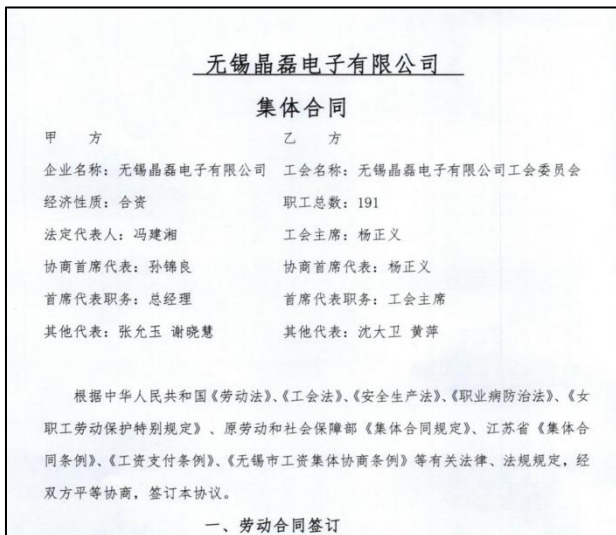 无锡晶磊电子有限公司
集体合同
甲 方 乙 方
企业名称：无锡晶磊电子有限公司 工会名称：无锡晶磊电子有限公司工会委员会
经济性质：合资 职工总数：191
法定代表人：冯建湘 工会主席：杨正义
协商首席代表：孙锦良 协商首席代表：杨正义
首席代表职务：总经理 首席代表职务：工会主席
其他代表：张允玉 谢晓慧 其他代表：沈大卫 黄萍
根据中华人民共和国《劳动法》、《工会法》、《安全生产法》、《职业病防治法》、《女
职工劳动保护特别规定》、原劳动和社会保障部《集体合同规定》、江苏省《集体合
同条例》、《工资支付条例》、《无锡市工资集体协商条例》等有关法律、法规规定，经
双方平等协商，签订本协议。
一、劳动合同签订